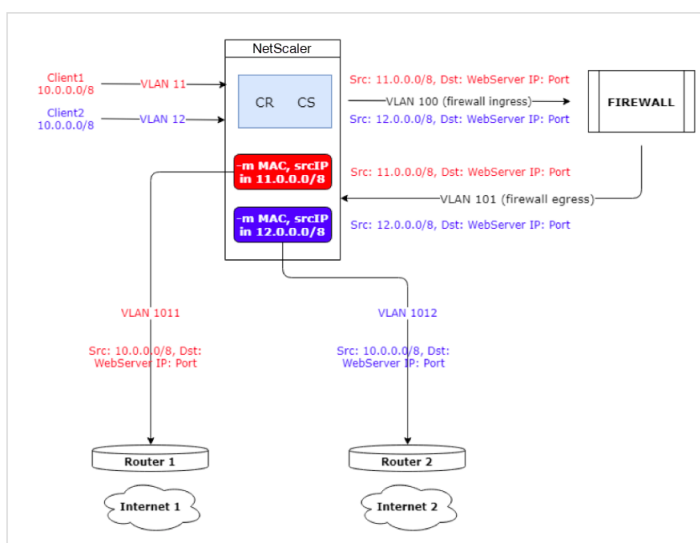 NetScaler
Client1
10.0.0.0/8
VLAN 11
Client2
10.0.0.0/8
VLAN 12
CR CS
Src: 11.0.0.0/8, Dst: WebServer IP: Port
VLAN 100 (firewall ingress)
Src: 12.0.0.0/8, Dst: WebServer IP: Port
FIREWALL
-m MAC, srcIP
in 11.0.0.0/8
Src: 11.0.0.0/8, Dst: WebServer IP: Port
VLAN 101 (firewall egress)
-m MAC, srcIP
in 12.0.0.0/8
Src: 12.0.0.0/8, Dst: WebServer IP: Port
VLAN 1011
Src: 10.0.0.0/8, Dst:
WebServer IP: Port
VLAN 1012
Src: 10.0.0.0/8, Dst:
WebServer IP: Port
Router 1
Router 2
Internet 1
Internet 2